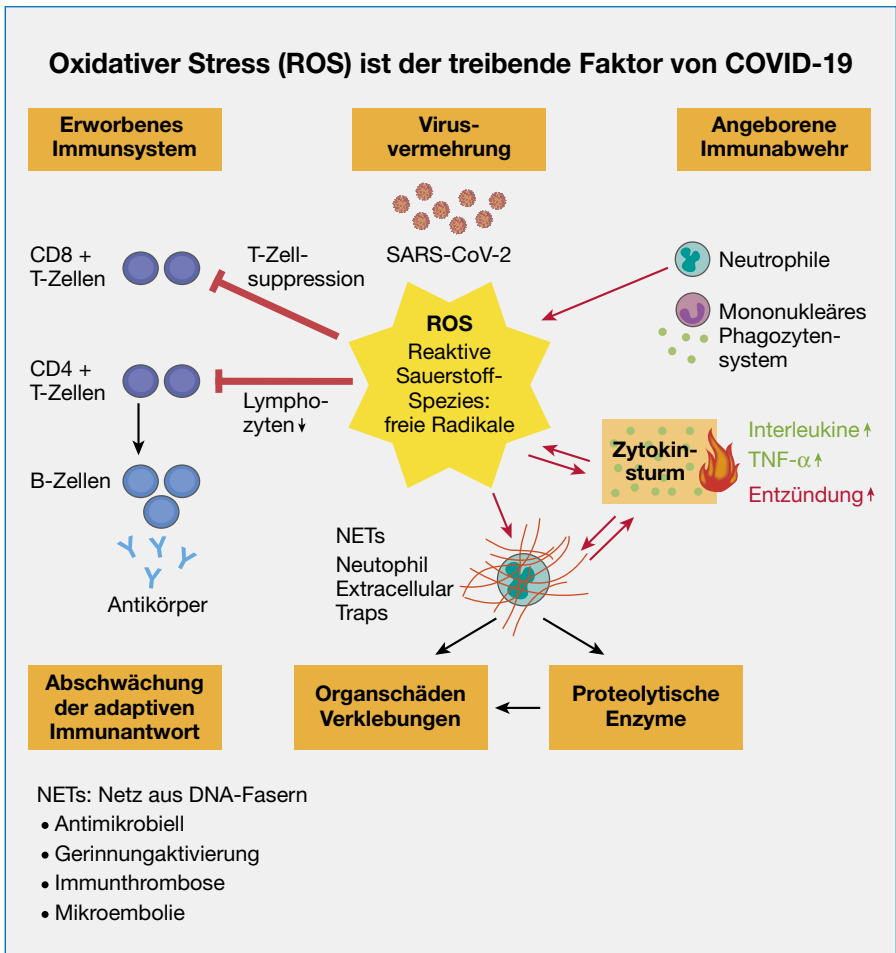 Oxidativer Stress (ROS) ist der treibende Faktor von COVID-19
Erworbenes
Immunsystem
Virus-
vermehrung
Angeborene
Immunabwehr
CD8 +
T-Zellen
T-Zell-
suppression
SARS-CoV-2
Neutrophile
Mononukleäres
Phagozyten-
system
ROS
Reaktive
Sauerstoff-
Spezies:
freie Radikale
CD4 +
T-Zellen
Lympho-
zyten ↓
Zytokin-
sturm
Interleukine ↑
TNF-α ↑
Entzündung ↑
B-Zellen
Antikörper
NETs
Neutophil
Extracellular
Traps
Abschwächung
der adaptiven
Immunantwort
Organschäden
Verklebungen
Proteolytische
Enzyme
NETs: Netz aus DNA-Fasern
• Antimikrobiell
• Gerinnungaktivierung
• Immunthrombose
• Mikroembolie